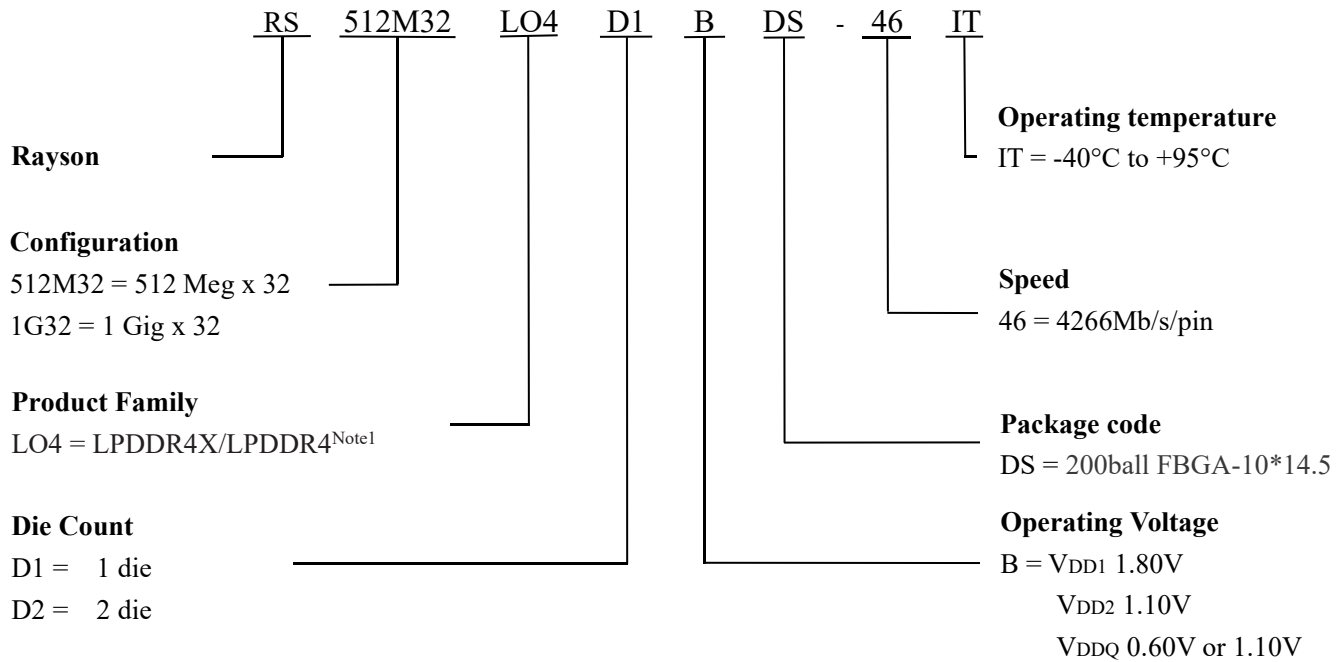 RS 512M32 LO4 D1 B DS - 46 IT
Rayson
Configuration
512M32 = 512 Meg x 32
1G32 = 1 Gig x 32
Product Family
LO4 = LPDDR4X/LPDDR4Note1
Die Count
D1 = 1 die
D2 = 2 die
Operating temperature
IT = -40°C to +95°C
Speed
46 = 4266Mb/s/pin
Package code
DS = 200ball FBGA-10*14.5
Operating Voltage
B = VDD1 1.80V
VDD2 1.10V
VDDQ 0.60V or 1.10V